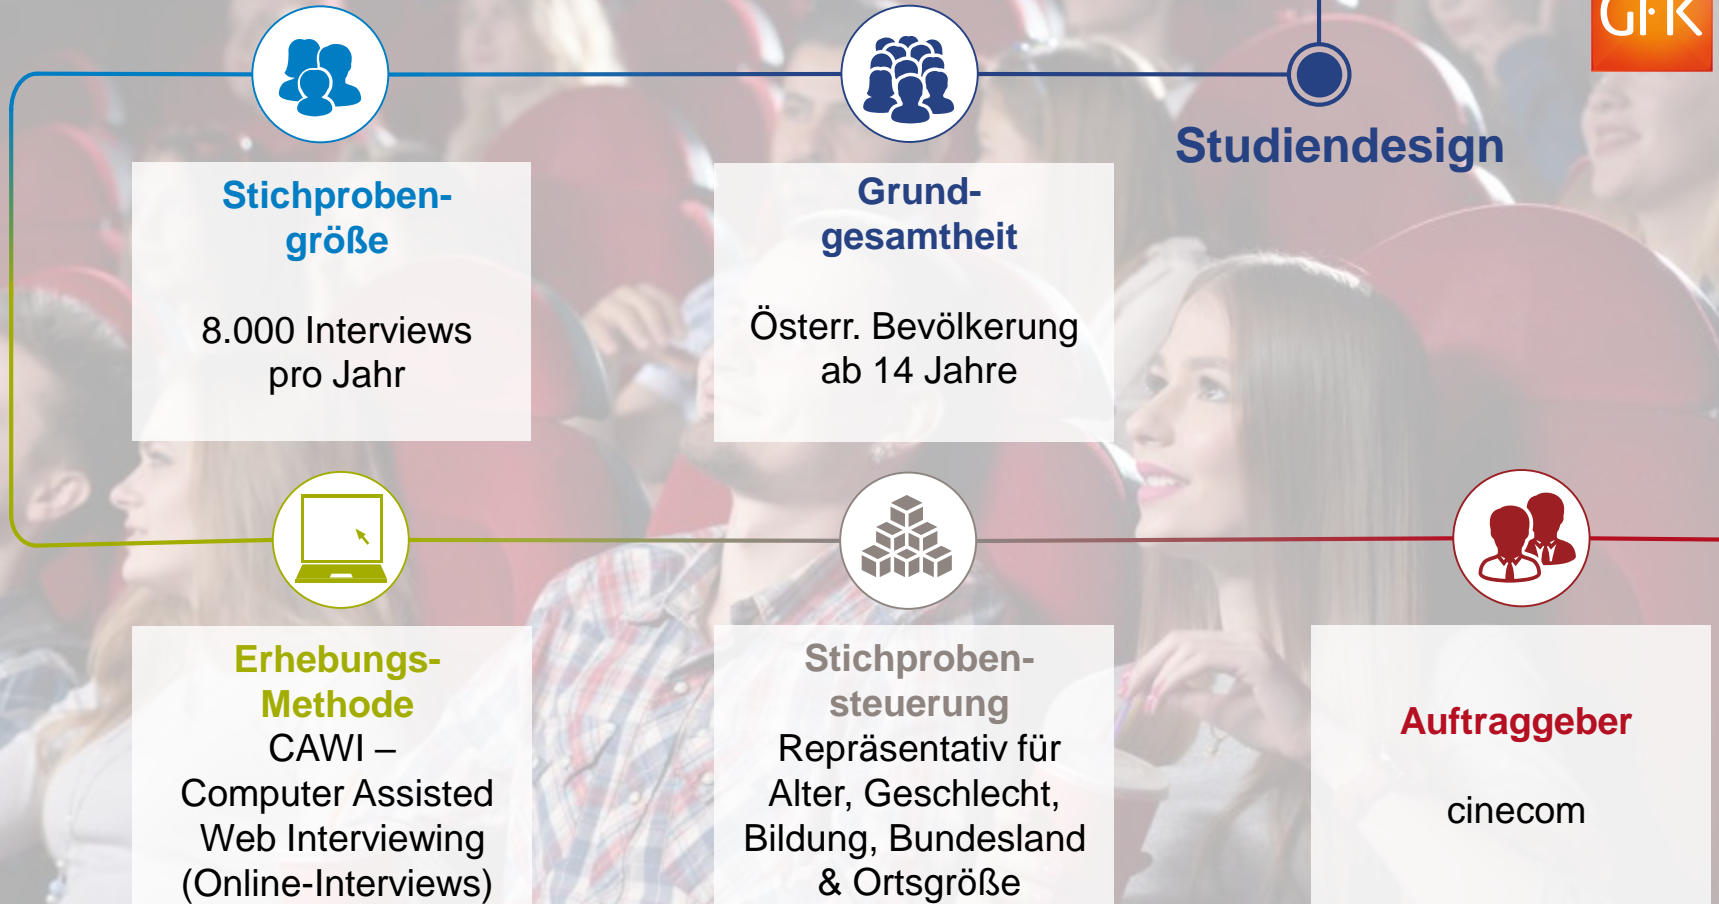 GfK
Studiendesign
Stichproben-
größe
8.000 Interviews
pro Jahr
Grund-
gesamtheit
Österr. Bevölkerung
ab 14 Jahre
Erhebungs-
Methode
CAWI –
Computer Assisted
Web Interviewing
(Online-Interviews)
Stichproben-
steuerung
Repräsentativ für
Alter, Geschlecht,
Bildung, Bundesland
& Ortsgröße
Auftraggeber
cinecom